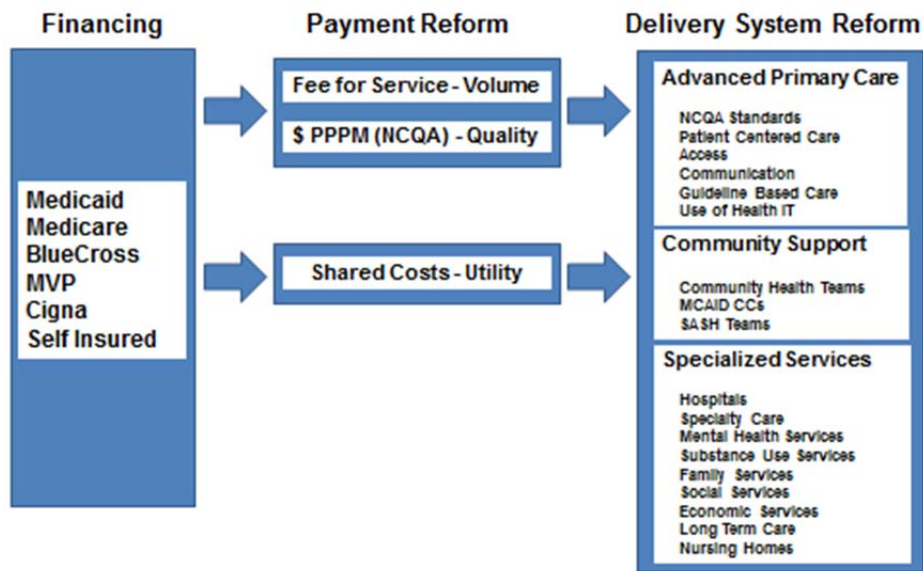 Financing
Medicaid
Medicare
BlueCross
MVP
Cigna
Self Insured
Payment Reform
Fee for Service - Volume
$ PPPM (NCQA) - Quality
Shared Costs - Utility
Delivery System Reform
Advanced Primary Care
NCQA Standards
Patient Centered Care
Access
Communication
Guideline Based Care
Use of Health IT
Community Support
Community Health Teams
MCAID CCs
SASH Teams
Specialized Services
Hospitals
Specialty Care
Mental Health Services
Substance Use Services
Family Services
Social Services
Economic Services
Long Term Care
Nursing Homes